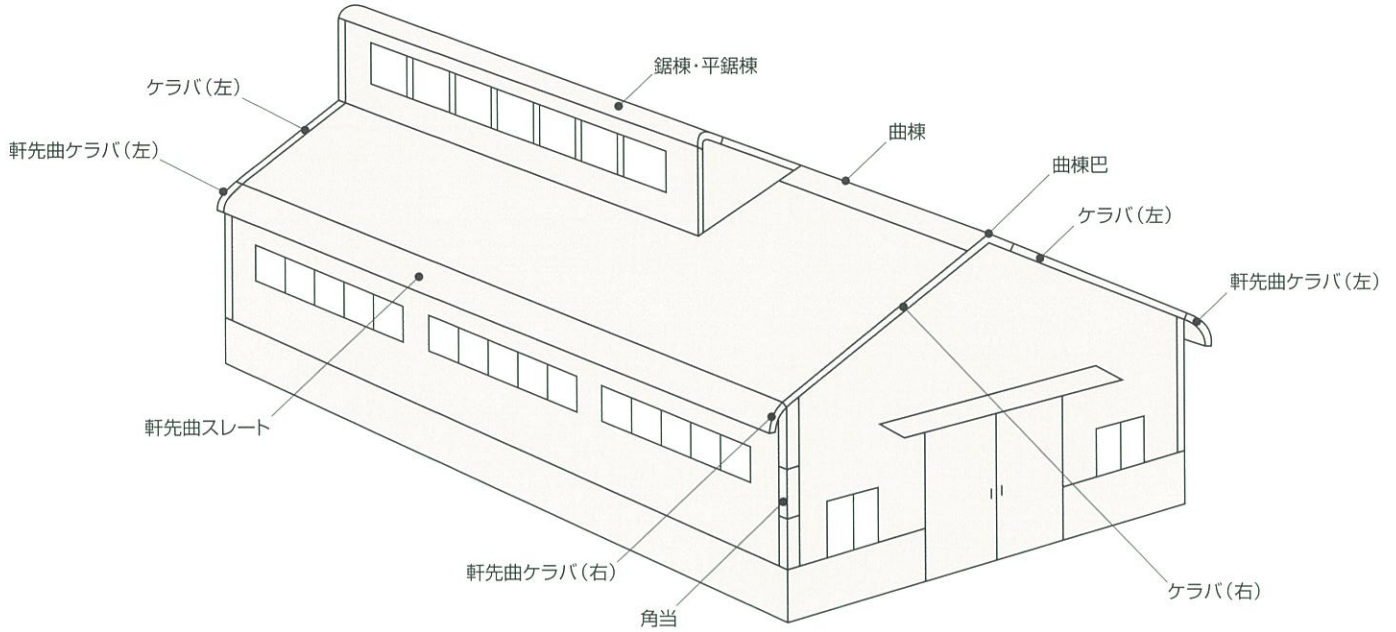 鋸棟・平鋸棟
ケラバ（左）
曲棟
軒先曲ケラバ（左）
曲棟巴
ケラバ（左）
軒先曲ケラバ（左）
軒先曲スレート
軒先曲ケラバ（右）
ケラバ（右）
角当